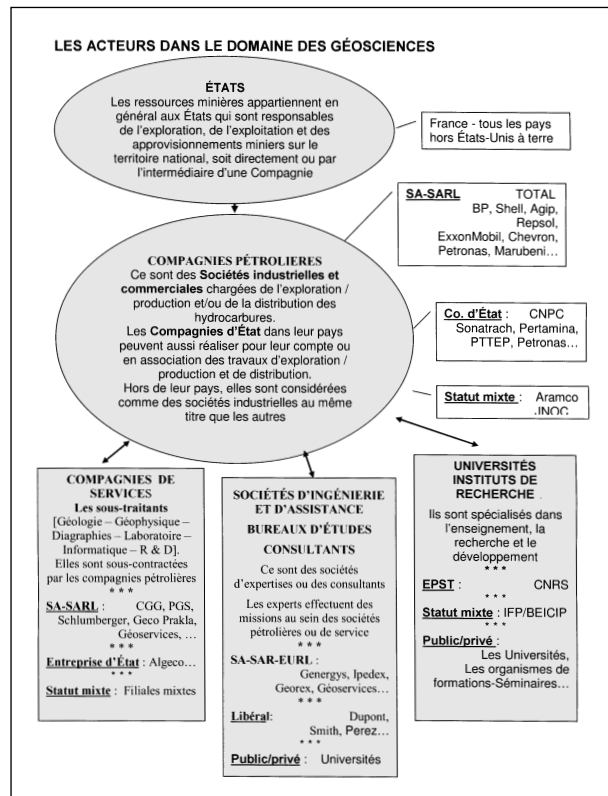 LES ACTEURS DANS LE DOMAINE DES GÉOSCIENCES
ÉTATS
Les ressources minières appartiennent en
général aux États qui sont responsables
de l'exploration, de l'exploitation et des
approvisionnements miniers sur le
territoire national, soit directement ou par
l'intermédiaire d'une Compagnie
France - tous les pays
hors États-Unis à terre
SA-SARL TOTAL
BP, Shell, Agip,
Repsol,
ExxonMobil, Chevron,
Petronas, Marubeni…
COMPAGNIES PÉTROLIERES
Ce sont des Sociétés industrielles et
commerciales chargées de l'exploration /
production et/ou de la distribution des
hydrocarbures.
Les Compagnies d'État dans leur pays
peuvent aussi réaliser pour leur compte ou
en association des travaux d'exploration /
production et de distribution.
Hors de leur pays, elles sont considérées
comme des sociétés industrielles au même
titre que les autres
Co. d'État : CNPC
Sonatrach, Pertamina,
PTTEP, Petronas…
Statut mixte : Aramco
JNOC
COMPAGNIES DE
SERVICES
Les sous-traitants
[Géologie – Géophysique –
Diagraphies – Laboratoire –
Informatique – R & D].
Elles sont sous-contractées
par les compagnies pétrolières
* * *
SA-SARL : CGG, PGS,
Schlumberger, Geco Prakla,
Géoservices, …
* * *
Entreprise d'État : Algeco…
* * *
Statut mixte : Filiales mixtes
SOCIÉTÉS D'INGÉNIERIE
ET D'ASSISTANCE
BUREAUX D'ÉTUDES
CONSULTANTS
Ce sont des sociétés
d'expertises ou des consultants
Les experts effectuent des
missions au sein des sociétés
pétrolières ou de service
* * *
SA-SAR-EURL :
Genergys, Ipedex,
Georex, Géoservices…
* * *
Libéral: Dupont,
Smith, Perez…
* * *
Public/privé : Universités
UNIVERSITÉS
INSTITUTS DE
RECHERCHE
Ils sont spécialisés dans
l'enseignement, la
recherche et le
développement
* * *
EPST : CNRS
* * *
Statut mixte : IFP/BEICIP
* * *
Public/privé :
Les Universités,
Les organismes de
formations-Séminaires…